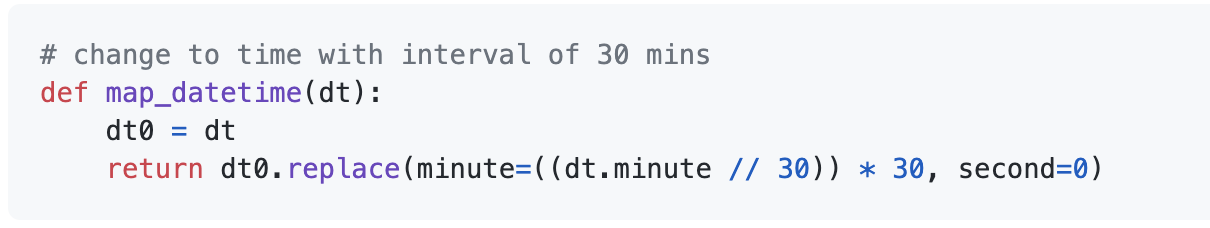 # change to time with interval of 30 mins
def map_datetime(dt):
    dt0 = dt
    return dt0.replace(minute=((dt.minute // 30)) * 30, second=0)